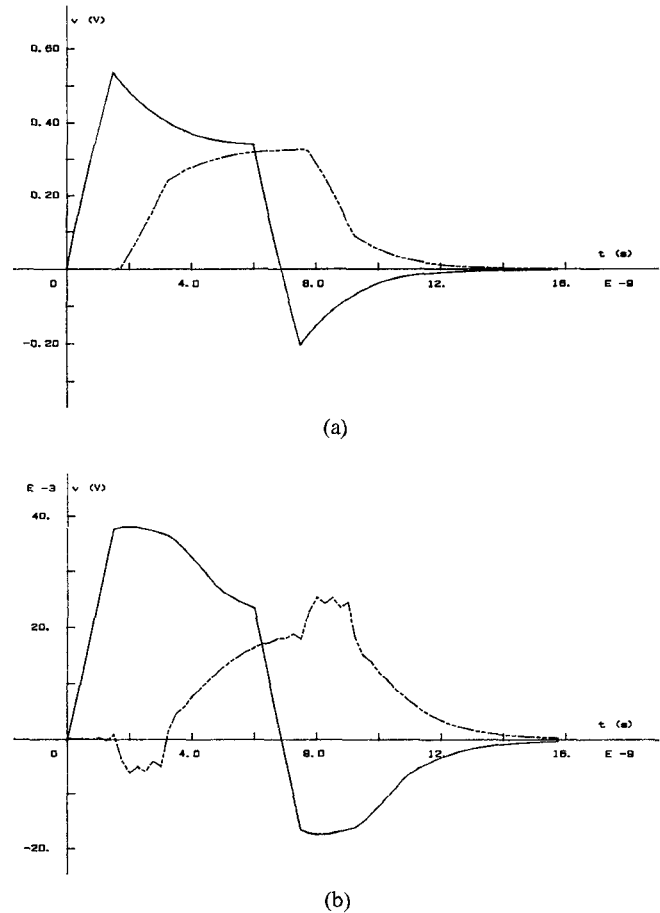 v (V)
0.60
0.40
0.20
t (s)
0 4.0 8.0 12. 16.
E -9
-0.20
(a)
E -3 v (V)
40.
20.
t (s)
0 4.0 8.0 12. 16.
E -9
-20.
(b)